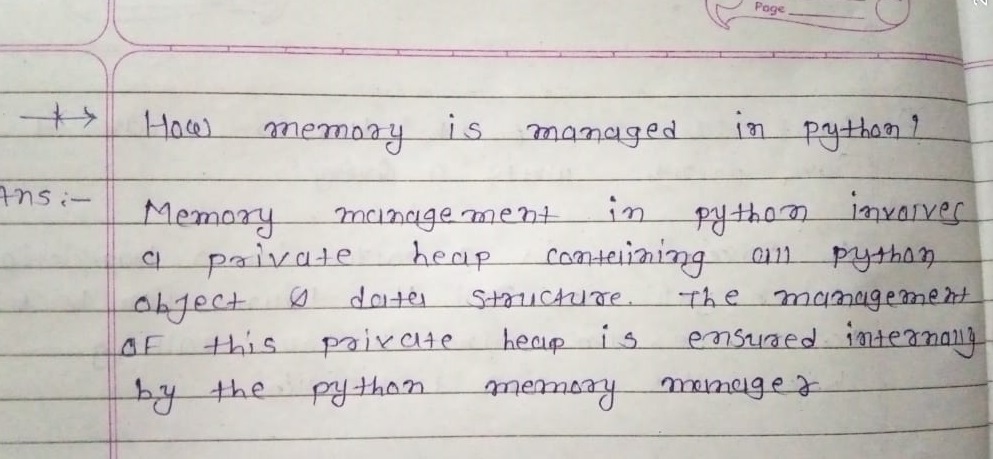 Page
How memory is managed in python?
Ans :- Memory management in python involves
a private heap containing all python
object & data structure. The management
OF this private heap is ensured internally
by the python memory manager